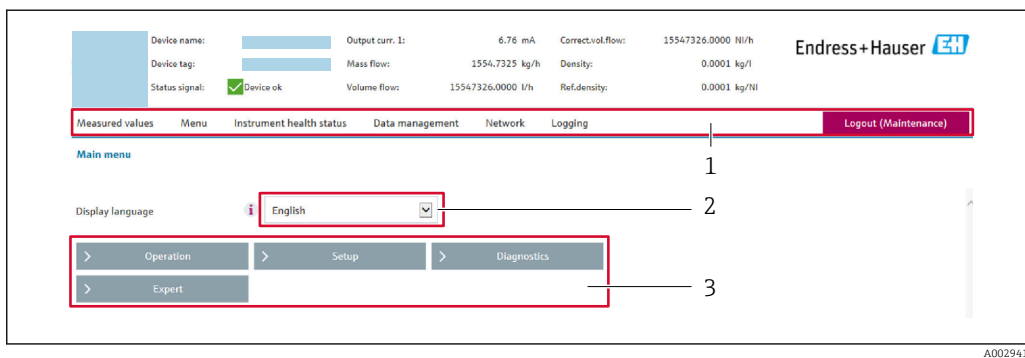 Device name: Output curr. 1: 6.76 mA Correct.vol.flow: 15547326.0000 Nl/h
Device tag: Mass flow: 1554.7325 kg/h Density: 0.0001 kg/l
Status signal: Device ok Volume flow: 15547326.0000 l/h Ref.density: 0.0001 kg/Nl
Endress+Hauser EH
Measured values Menu Instrument health status Data management Network Logging Logout (Maintenance)
1
Main menu
Display language i English 2
Operation Setup Diagnostics
Expert 3
A002941